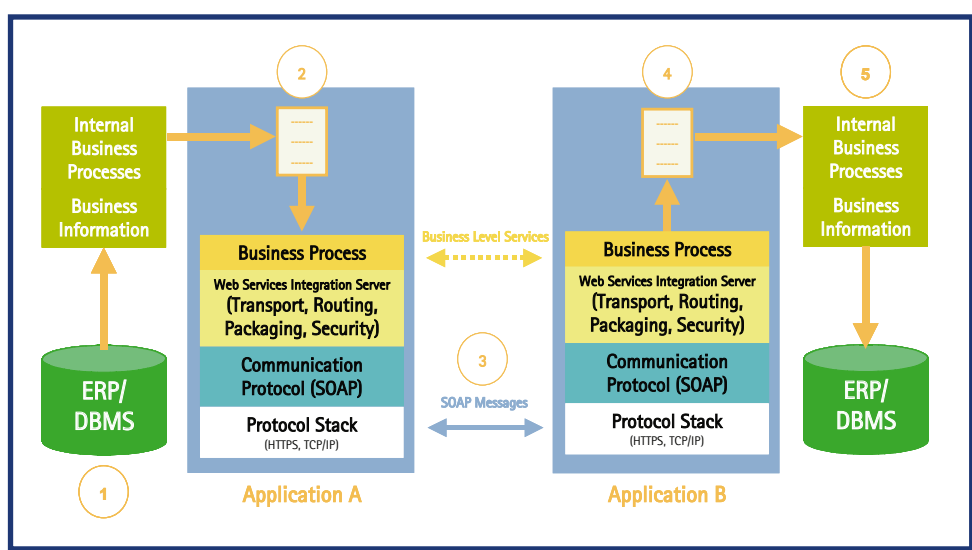 2
4
5
Internal
Business
Processes
Business
Information
Internal
Business
Processes
Business
Information
Business Process
Web Services Integration Server
(Transport, Routing,
Packaging, Security)
Communication
Protocol (SOAP)
Protocol Stack
(HTTPS, TCP/IP)
Business Level Services
3
SOAP Messages
Business Process
Web Services Integration Server
(Transport, Routing,
Packaging, Security)
Communication
Protocol (SOAP)
Protocol Stack
(HTTPS, TCP/IP)
ERP/
DBMS
ERP/
DBMS
1
Application A
Application B